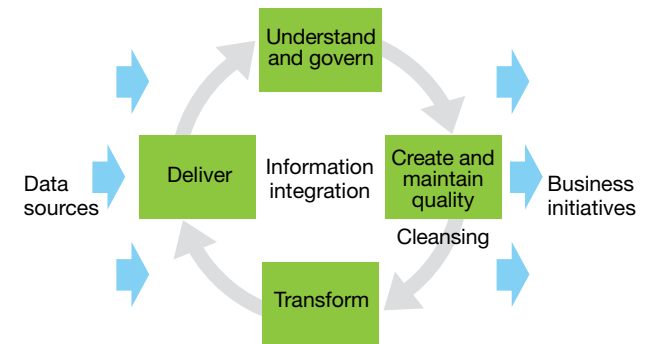 Understand
and govern
Deliver
Information
integration
Create and
maintain
quality
Data
sources
Business
initiatives
Cleansing
Transform